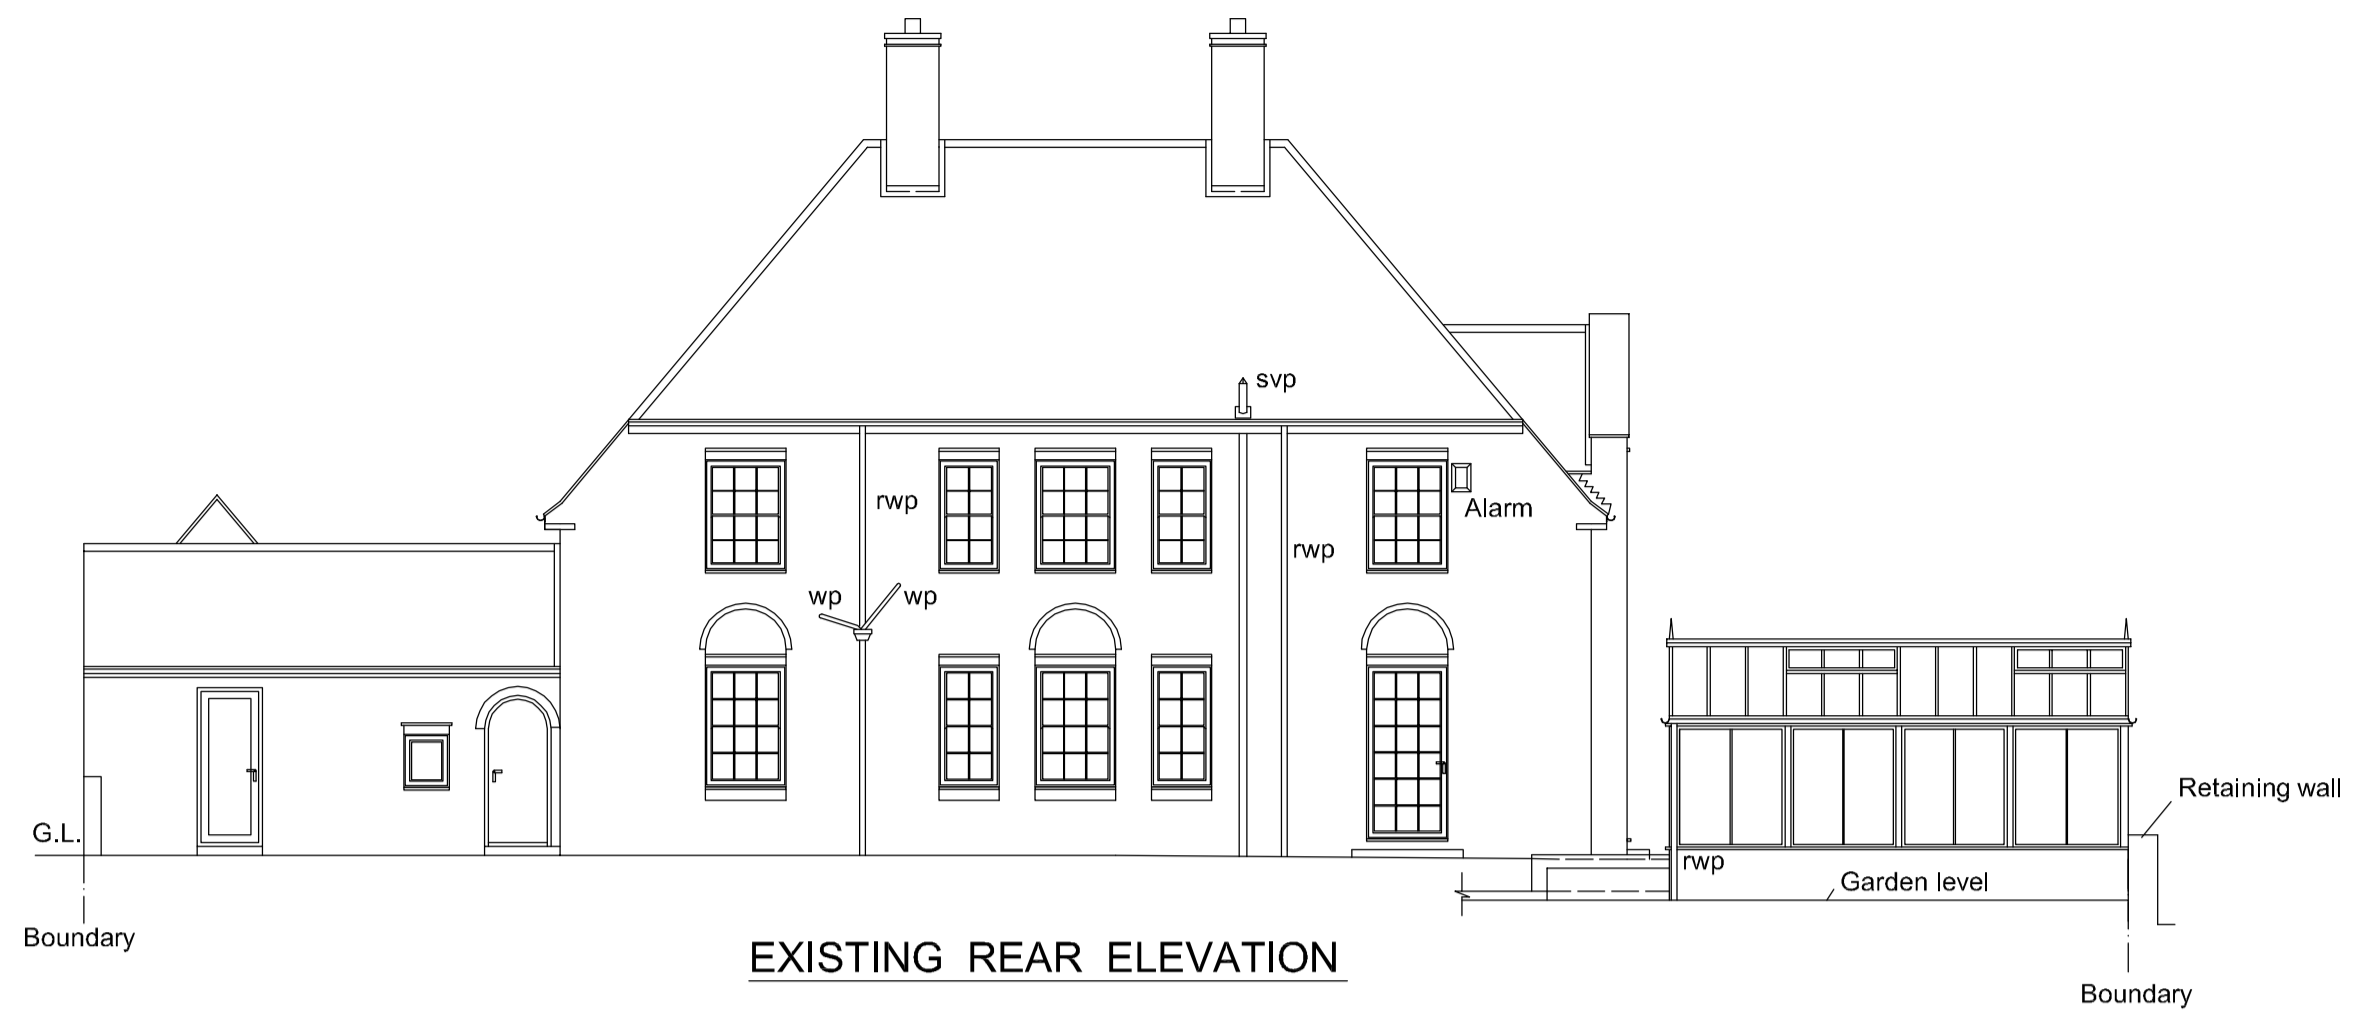 svp
rwp
Alarm
rwp
wp
wp
Retaining wall
G.L.
rwp
Garden level
Boundary
EXISTING REAR ELEVATION
Boundary